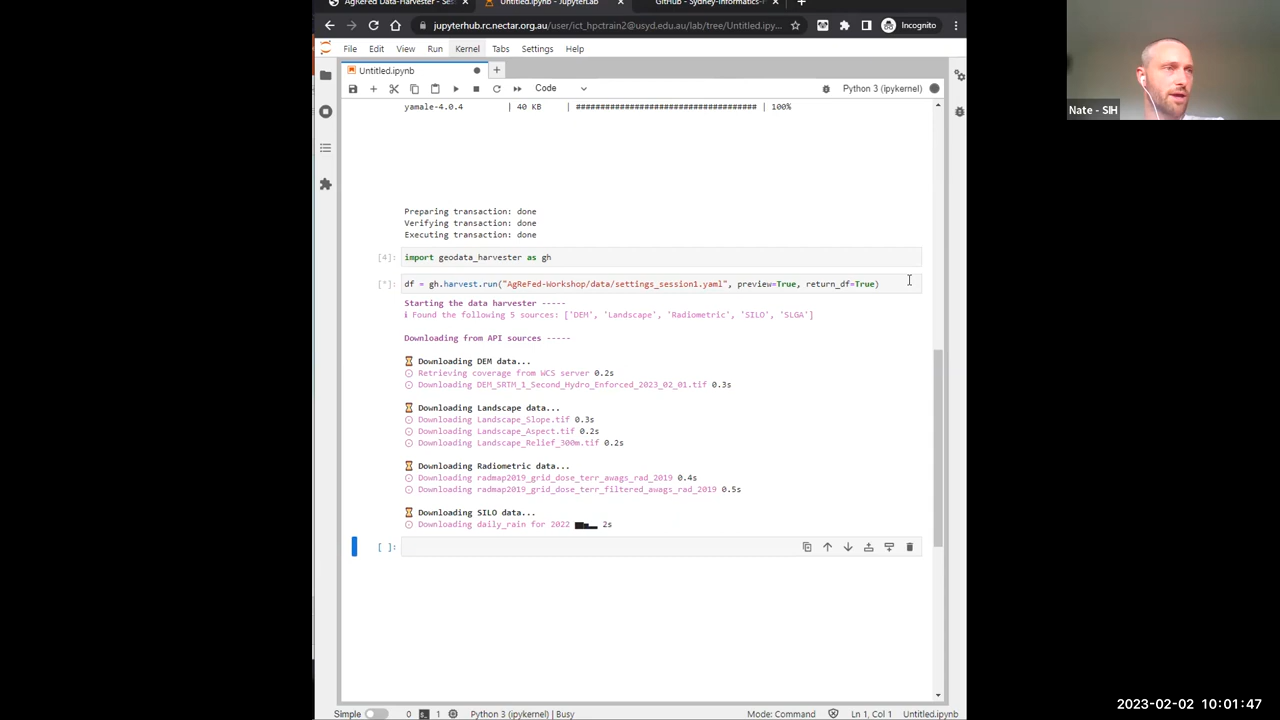 AgReFed Data-Harvester - Set
Untitled.ipynb - JupyterLab
GitHub - Sydney-Informatics-
jupyterhub.rc.nectar.org.au/user/ict_hpctrain2@usyd.edu.au/lab/tree/Untitled.ipy...
Incognito
File Edit View Run Kernel Tabs Settings Help
Untitled.ipynb
Code
Python 3 (ipykernel)
yamale-4.0.4 | 40 KB | ##################################### | 100%
Preparing transaction: done
Verifying transaction: done
Executing transaction: done
[4]: import geodata_harvester as gh
[*]: df = gh.harvest.run("AgReFed-Workshop/data/settings_session1.yaml", preview=True, return_df=True)
Starting the data harvester -----
ℹ Found the following 5 sources: ['DEM', 'Landscape', 'Radiometric', 'SILO', 'SLGA']
Downloading from API sources -----
Downloading DEM data...
Retrieving coverage from WCS server 0.2s
Downloading DEM_SRTM_1_Second_Hydro_Enforced_2023_02_01.tif 0.3s
Downloading Landscape data...
Downloading Landscape_Slope.tif 0.3s
Downloading Landscape_Aspect.tif 0.2s
Downloading Landscape_Relief_300m.tif 0.2s
Downloading Radiometric data...
Downloading radmap2019_grid_dose_terr_awags_rad_2019 0.4s
Downloading radmap2019_grid_dose_terr_filtered_awags_rad_2019 0.5s
Downloading SILO data...
Downloading daily_rain for 2022 2s
[ ]:
Simple 0 1 Python 3 (ipykernel) | Busy
Mode: Command Ln 1, Col 1 Untitled.ipynb
Nate - SIH
2023-02-02 10:01:47